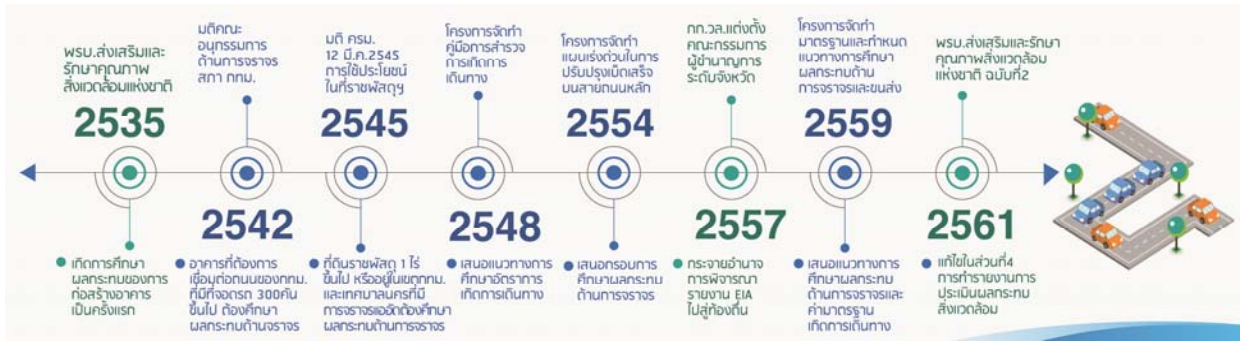 พรบ.ส่งเสริมและ
รักษาคุณภาพ
สิ่งแวดล้อมแห่งชาติ
2535
เกิดการศึกษา
ผลกระทบของการ
ก่อสร้างอาคาร
เป็นครั้งแรก
มติคณะ
อนุกรรมการ
ด้านการจราจร
สภา กทม.
2542
อาคารที่ต้องการ
เชื่อมต่อถนนของกทม.
ที่มีที่จอดรถ 300คัน
ขึ้นไป ต้องศึกษา
ผลกระทบด้านจราจร
มติ ครม.
12 มี.ค.2545
การใช้ประโยชน์
ในที่ราชพัสดุฯ
2545
ที่ดินราชพัสดุ 1 ไร่
ขึ้นไป หรืออยู่ในเขตกทม.
และเทศบาลนครที่มี
การจราจรแออัดต้องศึกษา
ผลกระทบด้านการจราจร
โครงการจัดทำ
คู่มือการสำรวจ
การเกิดการ
เดินทาง
2548
เสนอแนวทางการ
ศึกษาอัตราการ
เกิดการเดินทาง
โครงการจัดทำ
แผนเร่งด่วนในการ
ปรับปรุงเบ็ดเสร็จ
บนสายถนนหลัก
2554
เสนอกรอบการ
ศึกษาผลกระทบ
ด้านการจราจร
กก.วล.แต่งตั้ง
คณะกรรมการ
ผู้ชำนาญการ
ระดับจังหวัด
2557
กระจายอำนาจ
การพิจารณา
รายงาน EIA
ไปสู่ท้องถิ่น
โครงการจัดทำ
มาตรฐานและกำหนด
แนวทางการศึกษา
ผลกระทบด้าน
การจราจรและขนส่ง
2559
เสนอแนวทางการ
ศึกษาผลกระทบ
ด้านการจราจรและ
ค่ามาตรฐาน
เกิดการเดินทาง
พรบ.ส่งเสริมและรักษา
คุณภาพสิ่งแวดล้อม
แห่งชาติ ฉบับที่2
2561
แก้ไขในส่วนที่4
การทำรายงานการ
ประเมินผลกระทบ
สิ่งแวดล้อม